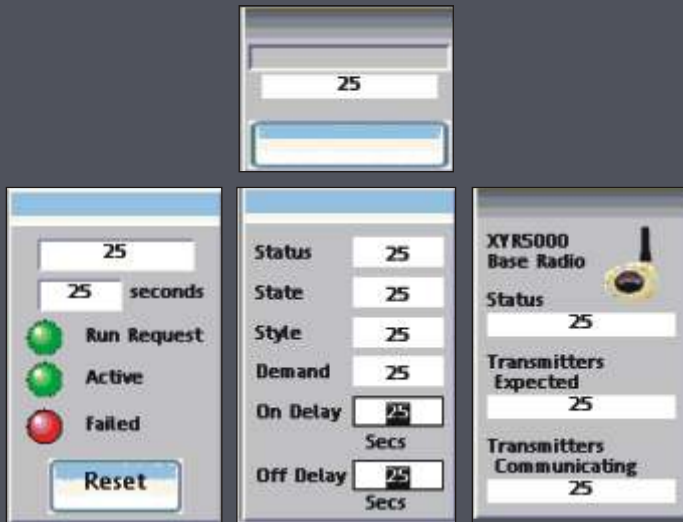 25
25
25 seconds
Run Request
Active
Failed
Reset
Status 25
State 25
Style 25
Demand 25
On Delay 25
Secs
Off Delay 25
Secs
XYR5000
Base Radio
Status
25
Transmitters
Expected
25
Transmitters
Communicating
25